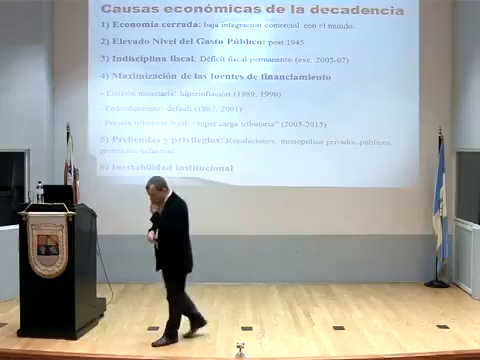 Causas económicas de la decadencia
1) Economía cerrada: baja integración comercial con el mundo.
2) Elevado Nivel del Gasto Público: post 1945
3) Indisciplina fiscal: Déficit fiscal permanente (exc. 2003-07)
4) Maximización de las fuentes de financiamiento
- Emisión monetaria: hiperinflación (1989, 1990)
- Endeudamiento: default (1987, 2001)
- Presión tributaria legal: "super carga tributaria" (2003-2015)
5) Prebendas y privilegios: Regulaciones, monopolios privados-públicos,
protección industrial.
6) Inestabilidad institucional